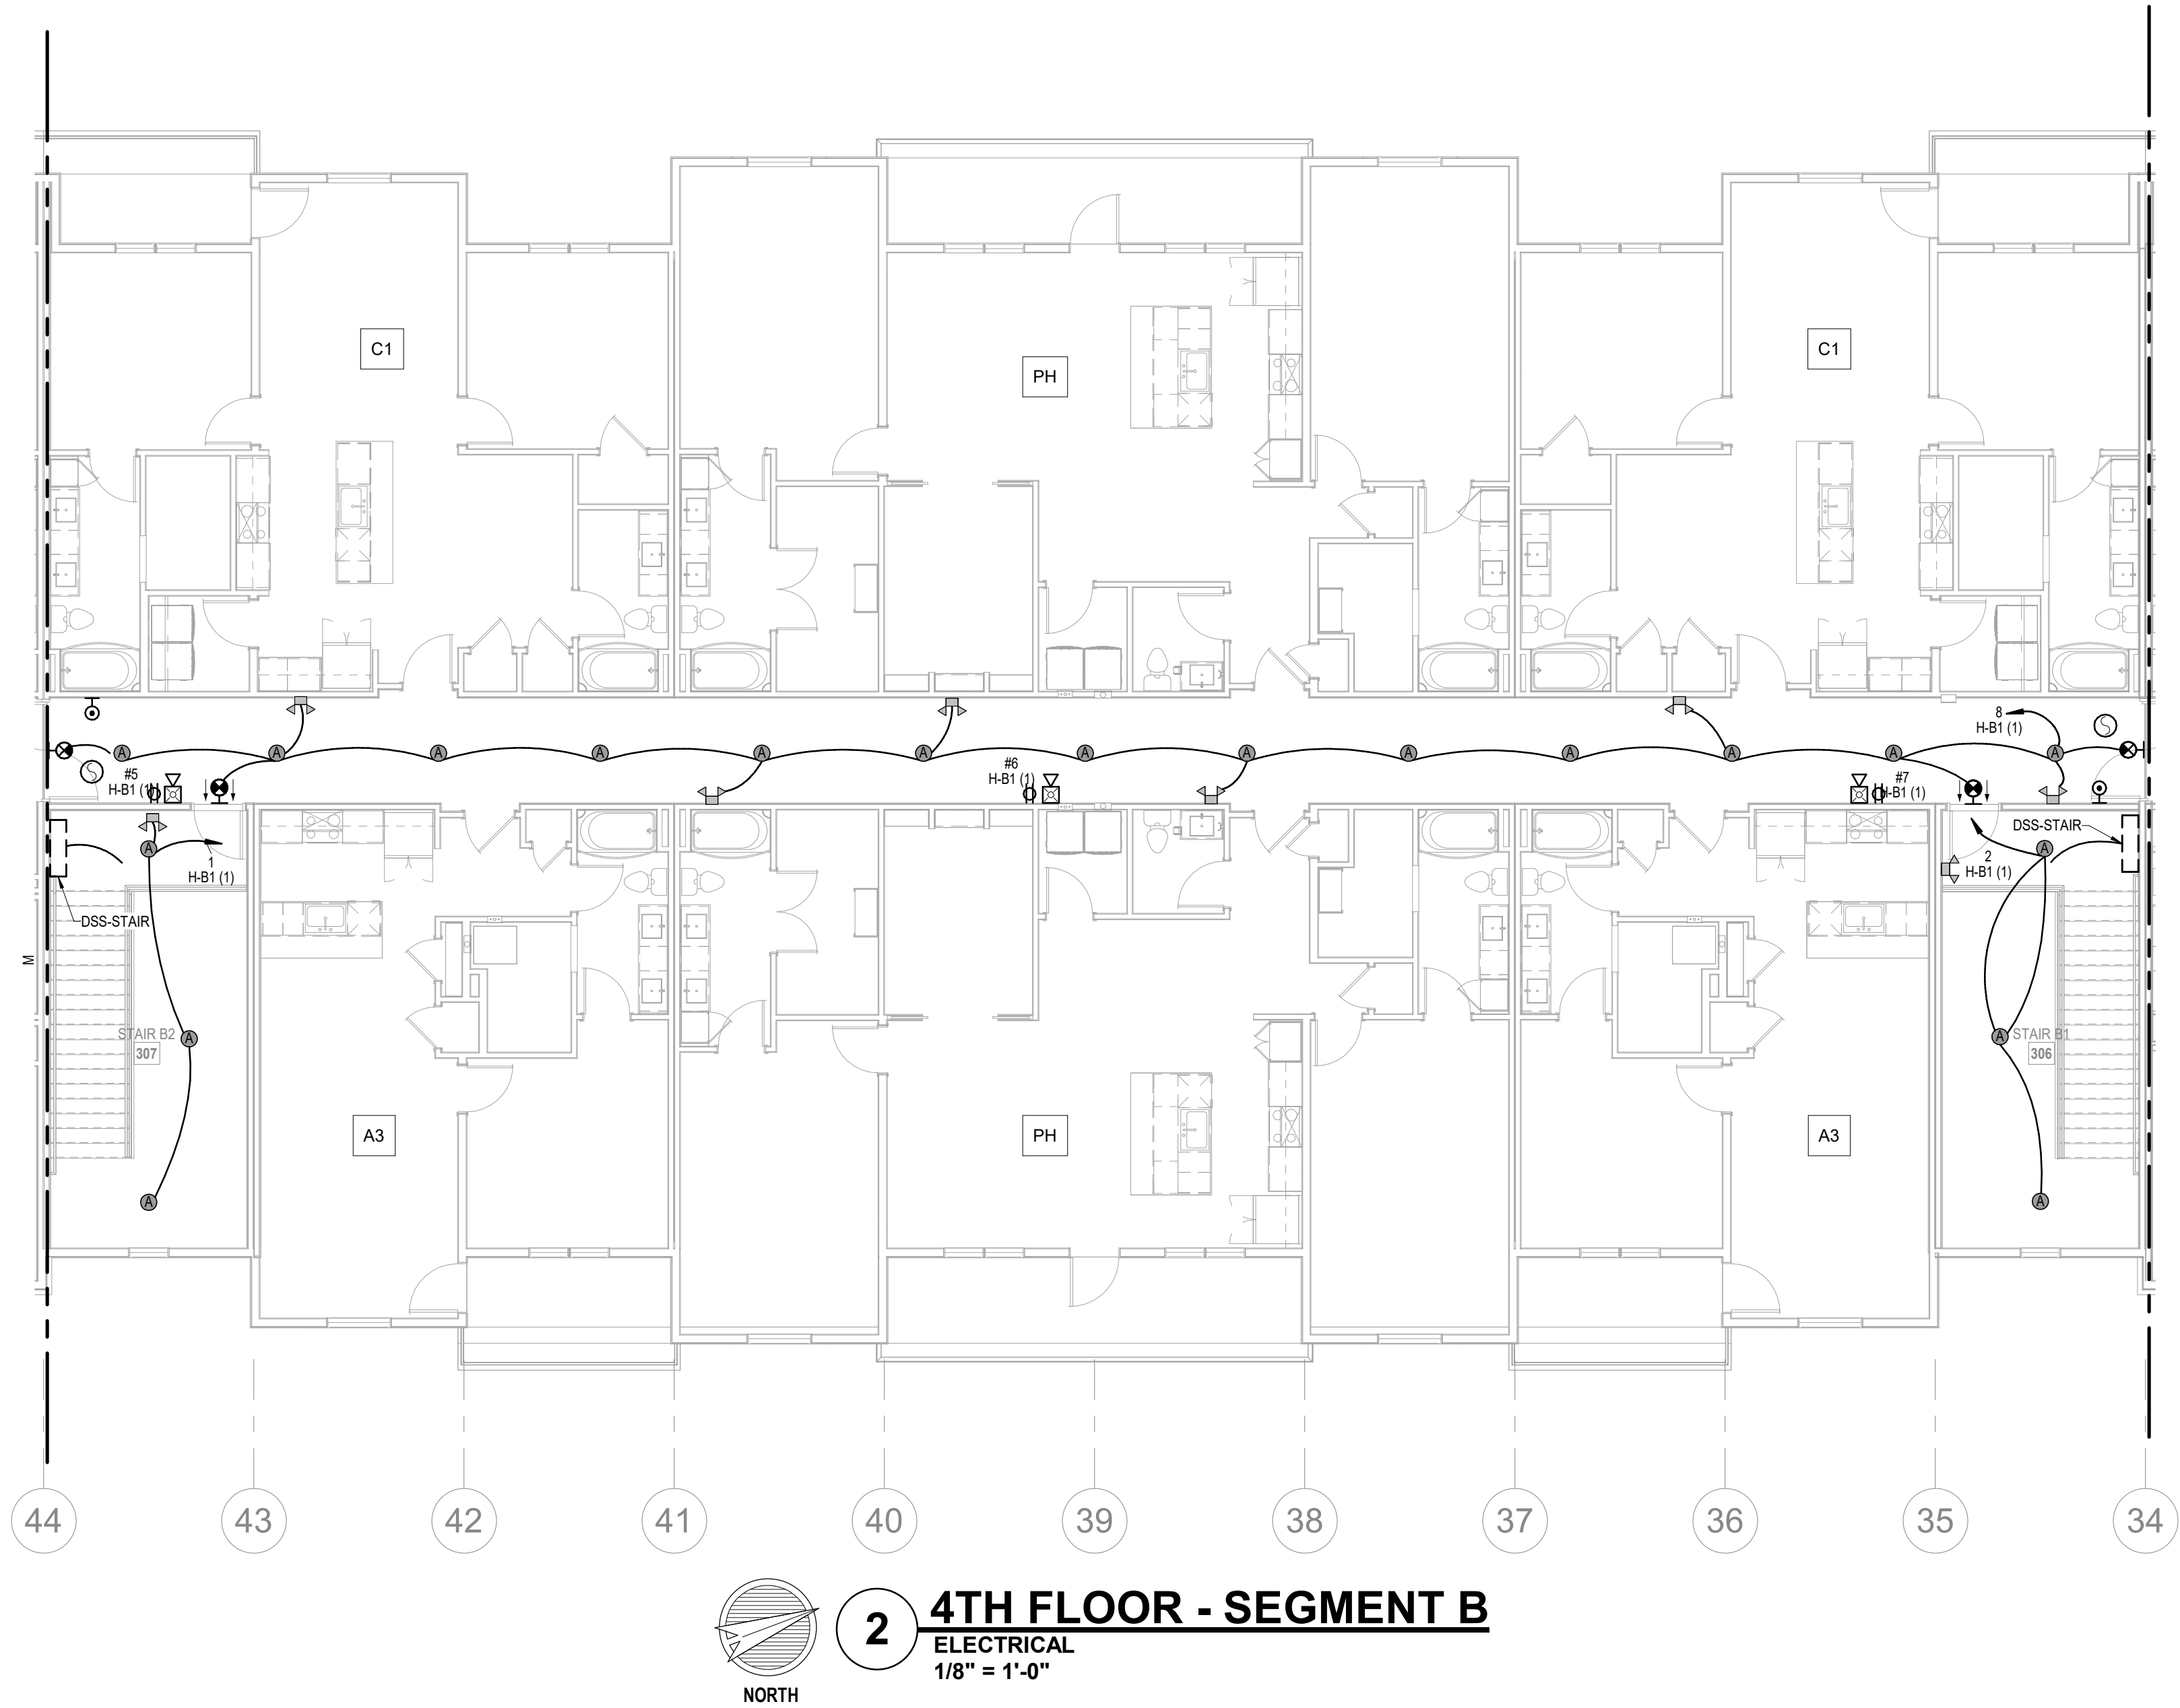 C1
PH
C1
8
H-B1 (1)
A
A
A
A
A
A
A
A
A
A
A
A
A
#5
H-B1 (1)
#6
H-B1 (1)
#7
H-B1 (1)
A
1
H-B1 (1)
DSS-STAIR
A
2
H-B1 (1)
DSS-STAIR
M
STAIR B2
307
A
A
STAIR B1
306
A3
PH
A3
A
A
44
43
42
41
40
39
38
37
36
35
34
2
4TH FLOOR - SEGMENT B
ELECTRICAL
1/8" = 1'-0"
NORTH